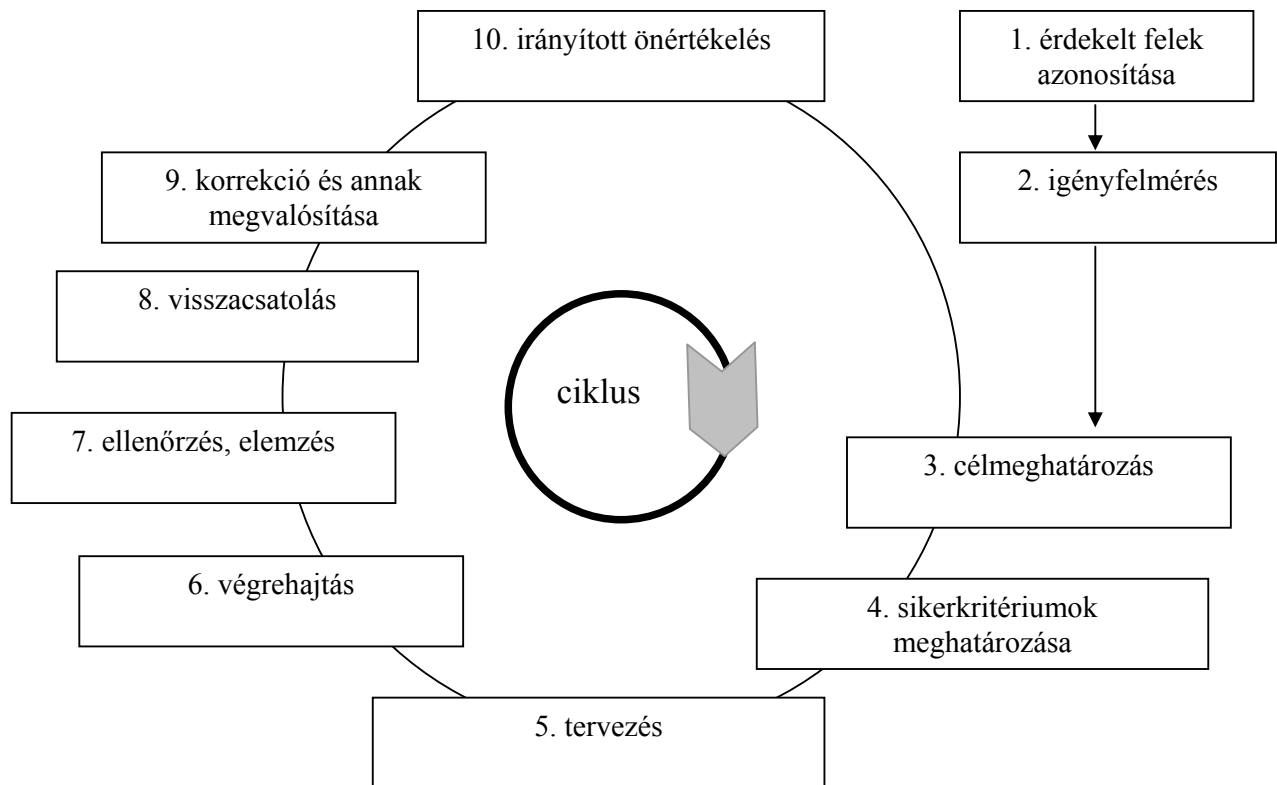 10. irányított önértékelés
1. érdekelt felek
azonosítása
9. korrekció és annak
megvalósítása
2. igényfelmérés
8. visszacsatolás
ciklus
7. ellenőrzés, elemzés
3. célmeghatározás
6. végrehajtás
4. sikerkritériumok
meghatározása
5. tervezés